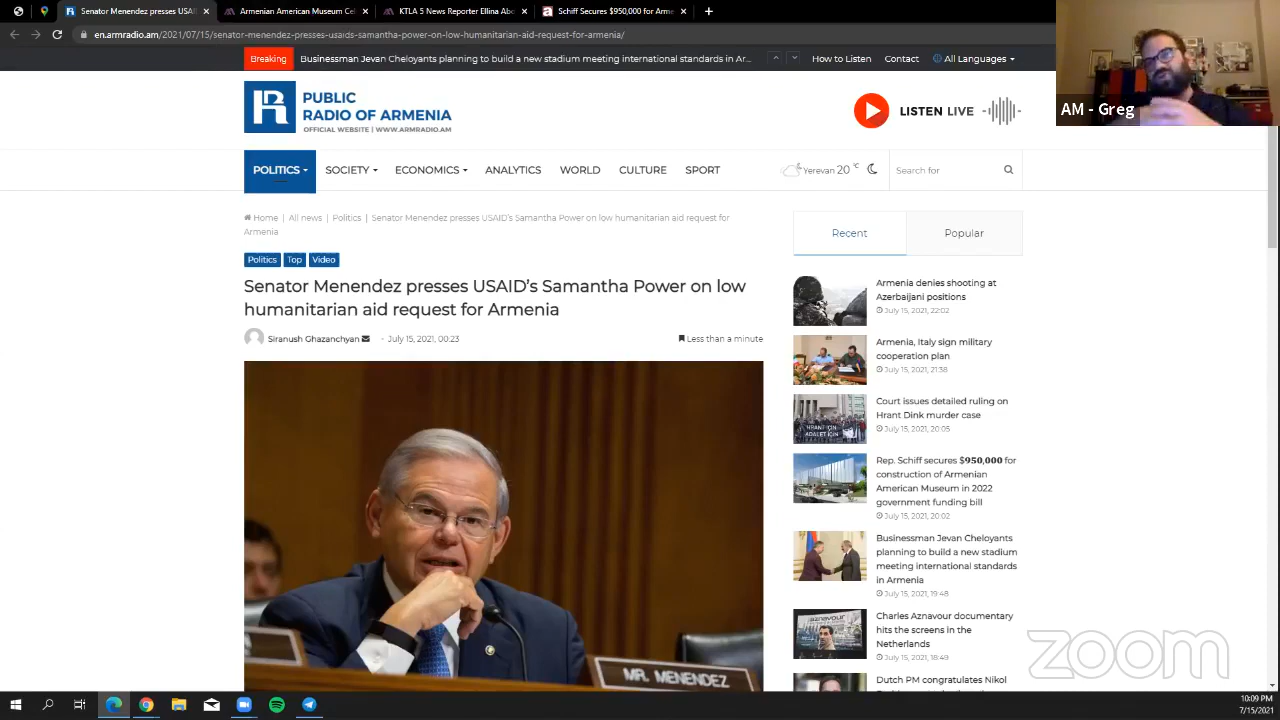 Senator Menendez presses USAI
Armenian Museum Cel
KTLA 5 News Reporter Ellina Abc
Schiff Secures $950,000 for Arme
en.armradio.am/2021/07/15/senator-menendez-presses-usaids-samantha-power-on-low-humanitarian-aid-request-for-armenia/
Breaking
Businessman Jevan Cheloyants planning to build a new stadium meeting international standards in Ar...
How to Listen
Contact
All Languages
AM - Greg
PUBLIC
RADIO OF ARMENIA
OFFICIAL WEBSITE | WWW.ARMRADIO.AM
LISTEN LIVE
POLITICS
SOCIETY
ECONOMICS
ANALYTICS
WORLD
CULTURE
SPORT
Yerevan 20 °C
Search for
Home | All news | Politics | Senator Menendez presses USAID's Samantha Power on low humanitarian aid request for
Armenia
Politics
Top
Video
Senator Menendez presses USAID's Samantha Power on low
humanitarian aid request for Armenia
Siranush Ghazanchyan
- July 15, 2021, 00:23
Less than a minute
MR. MENENDEZ
Recent
Popular
Armenia denies shooting at
Azerbaijani positions
July 15, 2021, 22:02
Armenia, Italy sign military
cooperation plan
July 15, 2021, 21:38
HRANT İÇİN
ADALET İÇİN
Court issues detailed ruling on
Hrant Dink murder case
July 15, 2021, 20:05
Rep. Schiff secures $950,000 for
construction of Armenian
American Museum in 2022
government funding bill
July 15, 2021, 20:02
Businessman Jevan Cheloyants
planning to build a new stadium
meeting international standards
in Armenia
July 15, 2021, 19:48
aznavour
Charles Aznavour documentary
hits the screens in the
Netherlands
July 15, 2021, 18:49
Dutch PM congratulates Nikol
zoom
10:09 PM
7/15/2021